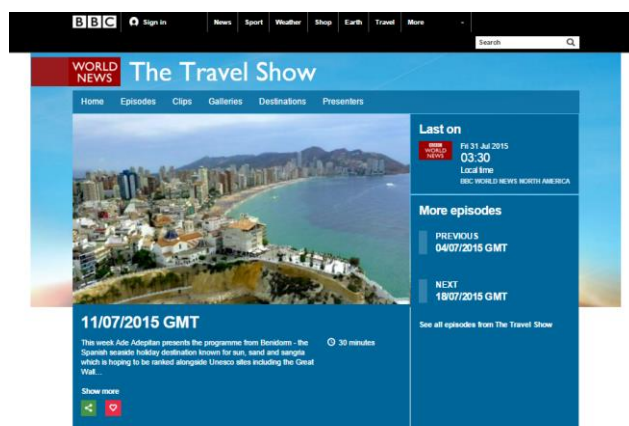 BBC Sign in News Sport Weather Shop Earth Travel More
Search
WORLD NEWS The Travel Show
Home Episodes Clips Galleries Destinations Presenters
Last on
BBC WORLD NEWS
Fri 31 Jul 2015
03:30
Local time
BBC WORLD NEWS NORTH AMERICA
More episodes
PREVIOUS
04/07/2015 GMT
NEXT
18/07/2015 GMT
See all episodes from The Travel Show
11/07/2015 GMT
This week Ade Adepitan presents the programme from Benidorm - the
Spanish seaside holiday destination known for sun, sand and sangria
which is hoping to be ranked alongside Unesco sites including the Great
Wall...
30 minutes
Show more